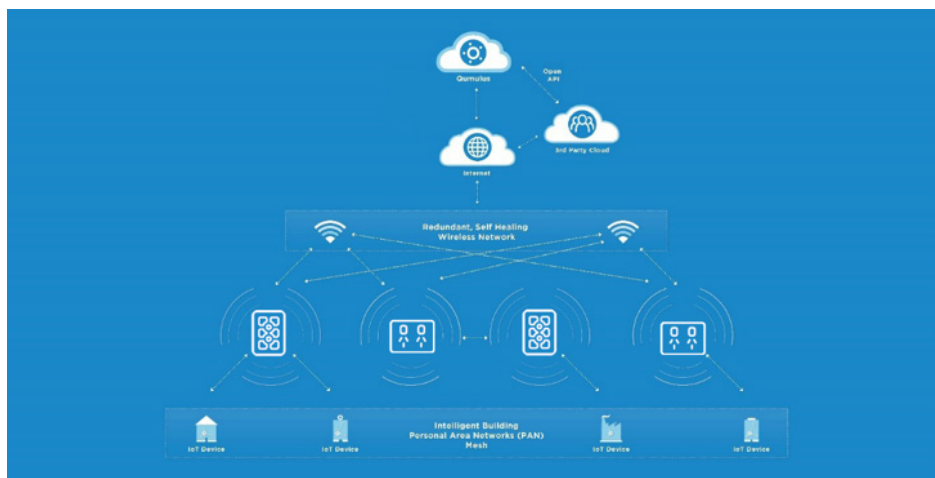 Qumulus
Open
API
3rd Party Cloud
Internet
Redundant, Self Healing
Wireless Network
Intelligent Building
Personal Area Networks (PAN)
Mesh
IoT Device
IoT Device
IoT Device
IoT Device